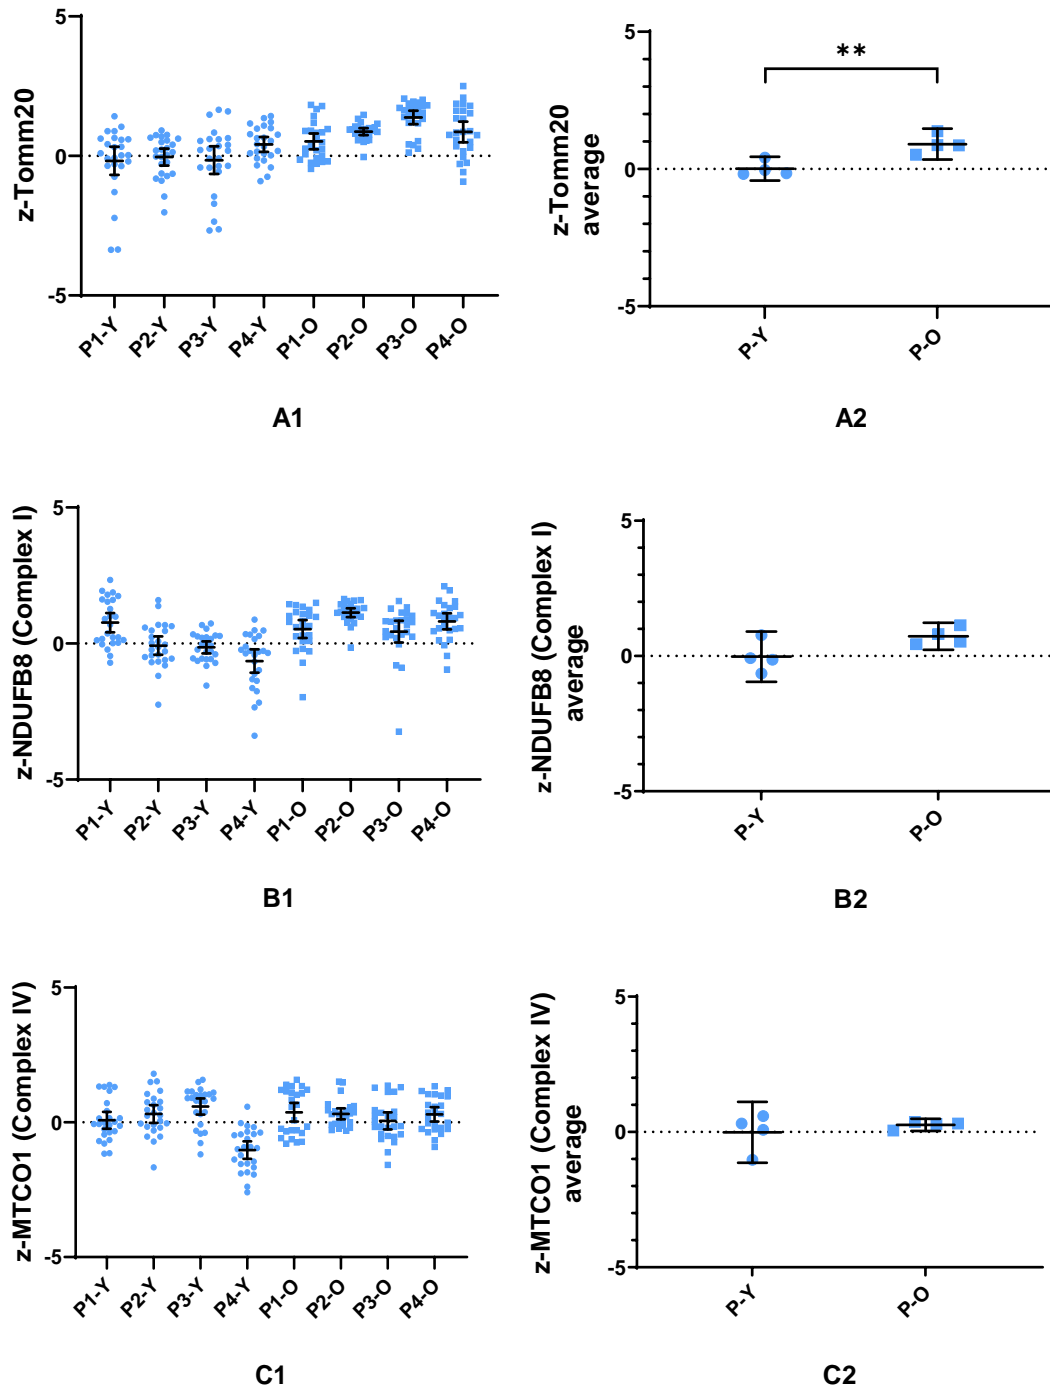 5
0
-5
z-Tomm20
P1-Y
P2-Y
P3-Y
P4-Y
P1-O
P2-O
P3-O
P4-O
A1
5
0
-5
z-Tomm20
average
**
P-Y
P-O
A2
5
0
-5
z-NDUFB8 (Complex I)
P1-Y
P2-Y
P3-Y
P4-Y
P1-O
P2-O
P3-O
P4-O
B1
5
0
-5
z-NDUFB8 (Complex I)
average
P-Y
P-O
B2
5
0
-5
z-MTCO1 (Complex IV)
P1-Y
P2-Y
P3-Y
P4-Y
P1-O
P2-O
P3-O
P4-O
C1
5
0
-5
z-MTCO1 (Complex IV)
average
P-Y
P-O
C2